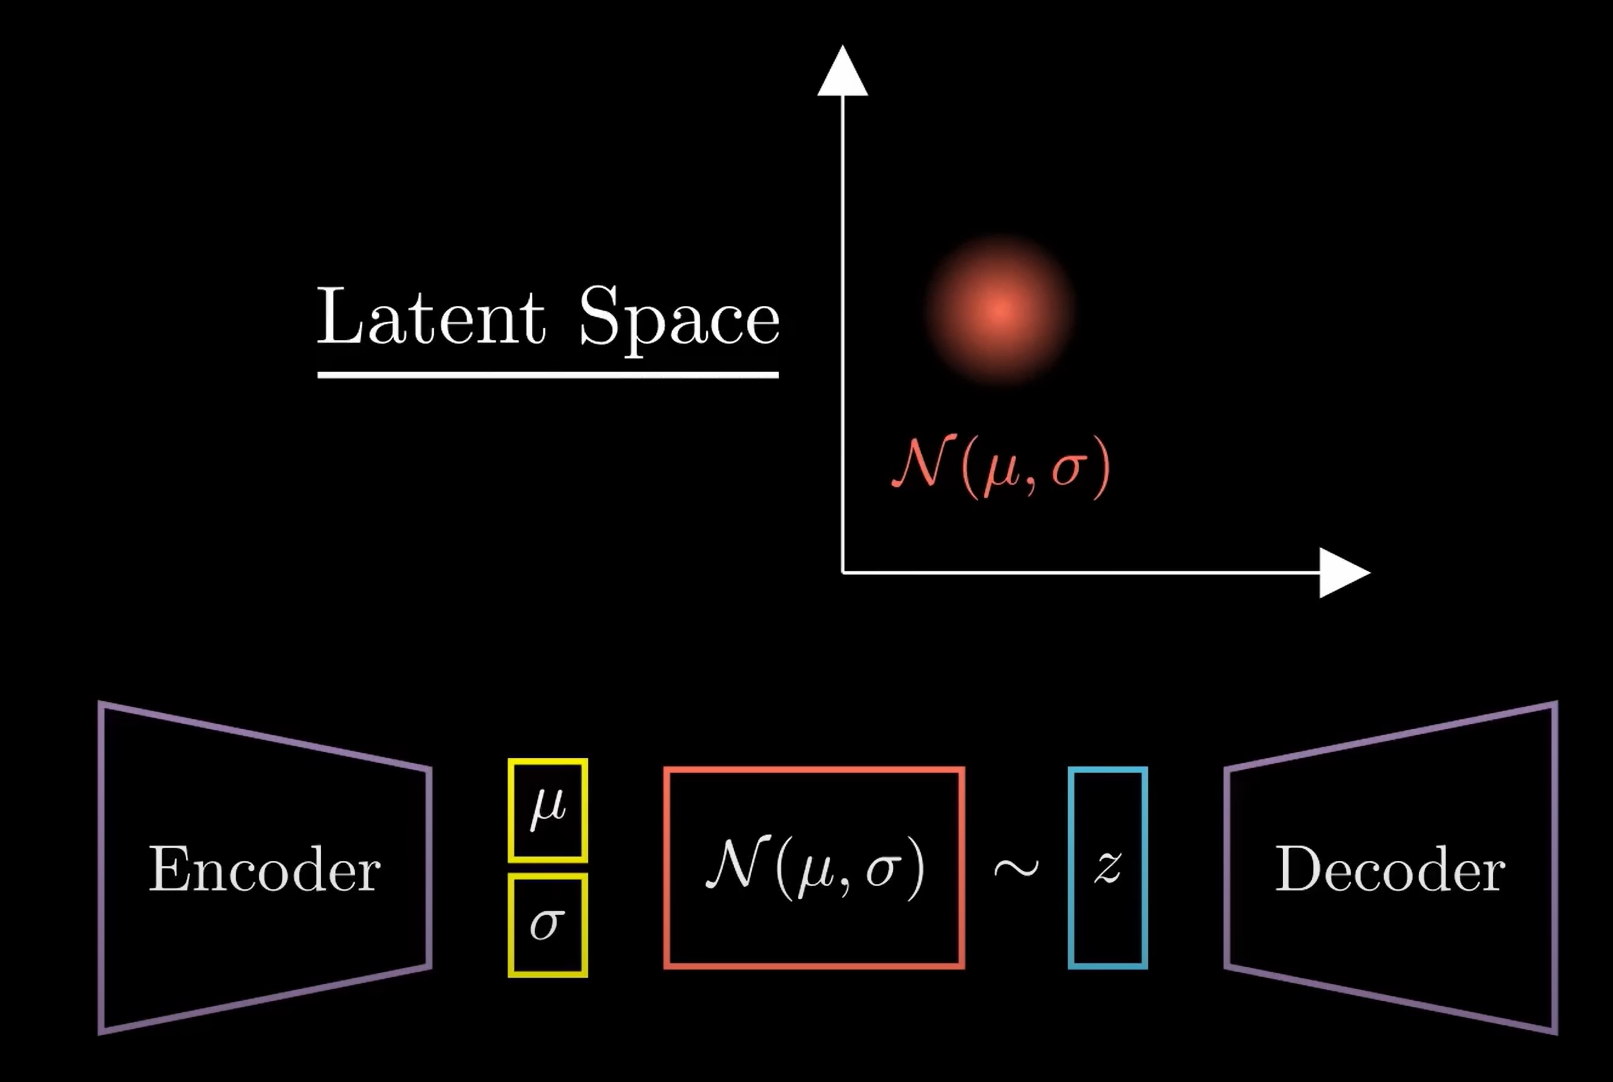 Latent Space
𝒩(μ, σ)
Encoder
μ
σ
𝒩(μ, σ)
~
z
Decoder